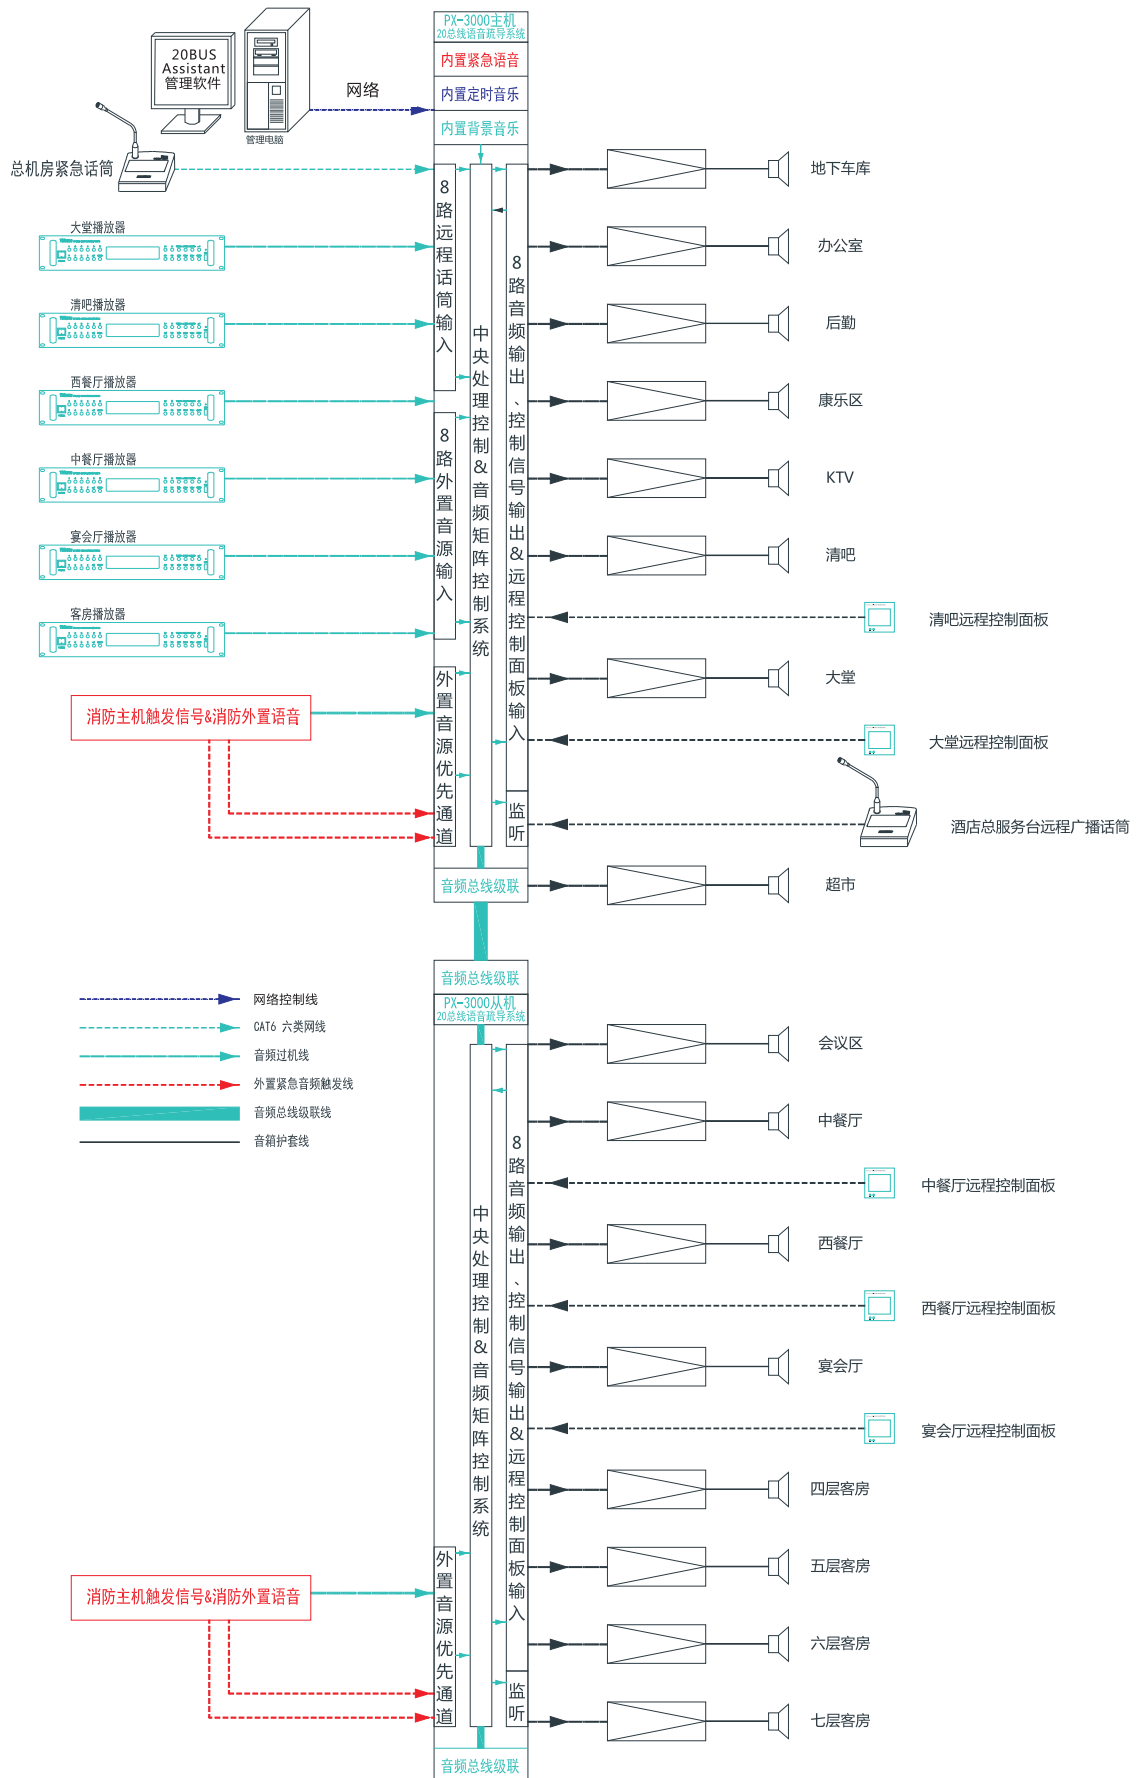 PX-3000主机
20总线语音疏导系统
内置紧急语音
内置定时音乐
内置背景音乐
20BUS
Assistant
管理软件
管理电脑
网络
总机房紧急话筒
大堂播放器
清吧播放器
西餐厅播放器
中餐厅播放器
宴会厅播放器
客房播放器
消防主机触发信号&消防外置语音
8路远程话筒输入
8路外置音源输入
外置音源优先通道
中央处理控制&音频矩阵控制系统
8路音频输出、控制信号输出&远程控制面板输入
监听
音频总线级联
地下车库
办公室
后勤
康乐区
KTV
清吧
清吧远程控制面板
大堂
大堂远程控制面板
酒店总服务台远程广播话筒
超市
音频总线级联
PX-3000从机
20总线语音疏导系统
网络控制线
CAT6 六类网线
音频过机线
外置紧急音频触发线
音频总线级联线
音箱护套线
中央处理控制&音频矩阵控制系统
8路音频输出、控制信号输出&远程控制面板输入
外置音源优先通道
监听
消防主机触发信号&消防外置语音
音频总线级联
会议区
中餐厅
中餐厅远程控制面板
西餐厅
西餐厅远程控制面板
宴会厅
宴会厅远程控制面板
四层客房
五层客房
六层客房
七层客房